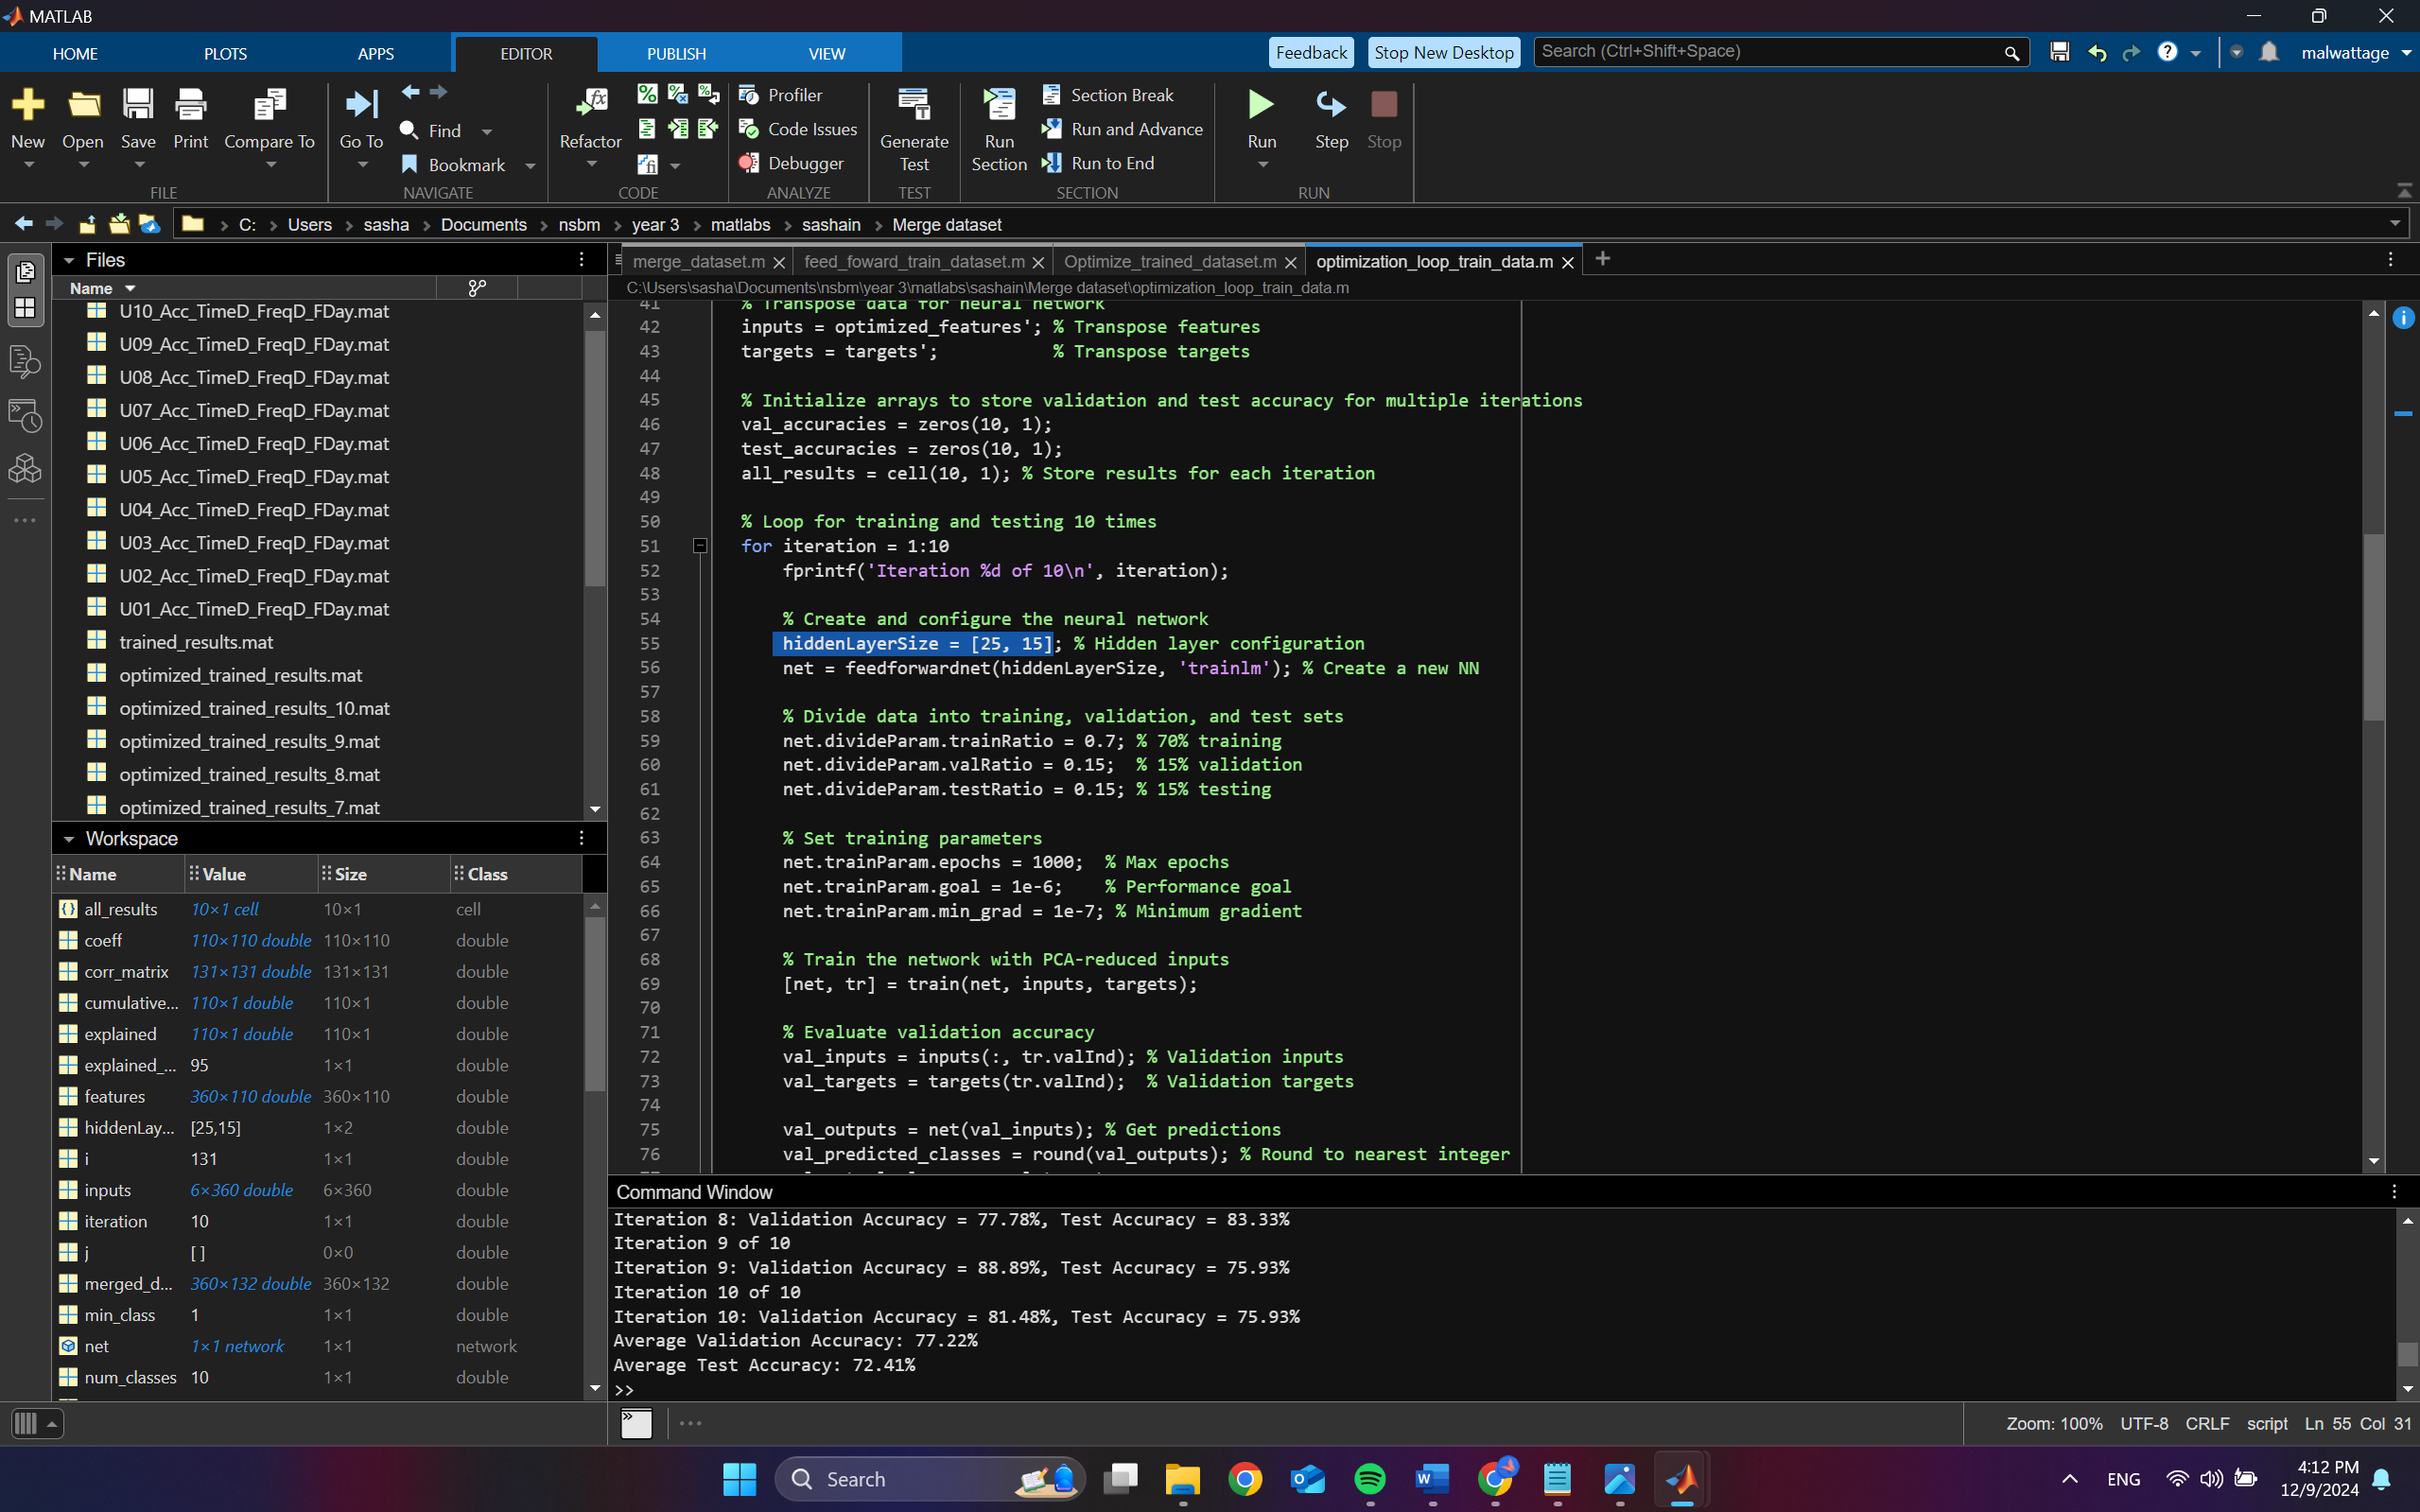 MATLAB
HOME PLOTS APPS EDITOR PUBLISH VIEW Feedback Stop New Desktop Search (Ctrl+Shift+Space) malwattage
New Open Save Print Compare To FILE
Go To Find Bookmark NAVIGATE
Refactor CODE
Profiler
Code Issues
Debugger
ANALYZE
Generate Test
TEST
Run Section
Section Break
Run and Advance
Run to End
SECTION
Run Step Stop
RUN
C: Users sasha Documents nsbm year 3 matlabs sashain Merge dataset
Files
Name
U10_Acc_TimeD_FreqD_FDay.mat
U09_Acc_TimeD_FreqD_FDay.mat
U08_Acc_TimeD_FreqD_FDay.mat
U07_Acc_TimeD_FreqD_FDay.mat
U06_Acc_TimeD_FreqD_FDay.mat
U05_Acc_TimeD_FreqD_FDay.mat
U04_Acc_TimeD_FreqD_FDay.mat
U03_Acc_TimeD_FreqD_FDay.mat
U02_Acc_TimeD_FreqD_FDay.mat
U01_Acc_TimeD_FreqD_FDay.mat
trained_results.mat
optimized_trained_results.mat
optimized_trained_results_10.mat
optimized_trained_results_9.mat
optimized_trained_results_8.mat
optimized_trained_results_7.mat
Workspace
Name Value Size Class
all_results 10×1 cell 10×1 cell
coeff 110×110 double 110×110 double
corr_matrix 131×131 double 131×131 double
cumulative... 110×1 double 110×1 double
explained 110×1 double 110×1 double
explained_... 95 1×1 double
features 360×110 double 360×110 double
hiddenLay... [25,15] 1×2 double
i 131 1×1 double
inputs 6×360 double 6×360 double
iteration 10 1×1 double
j [ ] 0×0 double
merged_d... 360×132 double 360×132 double
min_class 1 1×1 double
net 1×1 network 1×1 network
num_classes 10 1×1 double
merge_dataset.m feed_foward_train_dataset.m Optimize_trained_dataset.m optimization_loop_train_data.m
C:\Users\sasha\Documents\nsbm\year 3\matlabs\sashain\Merge dataset\optimization_loop_train_data.m
41 % Transpose data for neural network
42 inputs = optimized_features'; % Transpose features
43 targets = targets'; % Transpose targets
44
45 % Initialize arrays to store validation and test accuracy for multiple iterations
46 val_accuracies = zeros(10, 1);
47 test_accuracies = zeros(10, 1);
48 all_results = cell(10, 1); % Store results for each iteration
49
50 % Loop for training and testing 10 times
51 for iteration = 1:10
52 fprintf('Iteration %d of 10\n', iteration);
53
54 % Create and configure the neural network
55 hiddenLayerSize = [25, 15]; % Hidden layer configuration
56 net = feedforwardnet(hiddenLayerSize, 'trainlm'); % Create a new NN
57
58 % Divide data into training, validation, and test sets
59 net.divideParam.trainRatio = 0.7; % 70% training
60 net.divideParam.valRatio = 0.15; % 15% validation
61 net.divideParam.testRatio = 0.15; % 15% testing
62
63 % Set training parameters
64 net.trainParam.epochs = 1000; % Max epochs
65 net.trainParam.goal = 1e-6; % Performance goal
66 net.trainParam.min_grad = 1e-7; % Minimum gradient
67
68 % Train the network with PCA-reduced inputs
69 [net, tr] = train(net, inputs, targets);
70
71 % Evaluate validation accuracy
72 val_inputs = inputs(:, tr.valInd); % Validation inputs
73 val_targets = targets(tr.valInd); % Validation targets
74
75 val_outputs = net(val_inputs); % Get predictions
76 val_predicted_classes = round(val_outputs); % Round to nearest integer
Command Window
Iteration 8: Validation Accuracy = 77.78%, Test Accuracy = 83.33%
Iteration 9 of 10
Iteration 9: Validation Accuracy = 88.89%, Test Accuracy = 75.93%
Iteration 10 of 10
Iteration 10: Validation Accuracy = 81.48%, Test Accuracy = 75.93%
Average Validation Accuracy: 77.22%
Average Test Accuracy: 72.41%
>>
Zoom: 100% UTF-8 CRLF script Ln 55 Col 31
Search
ENG
4:12 PM
12/9/2024